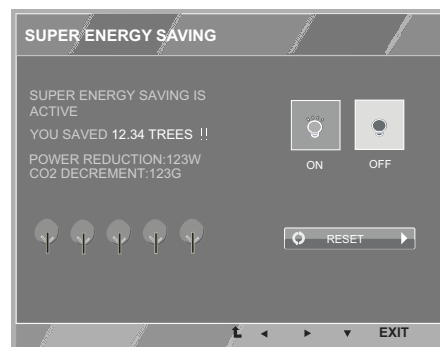 SUPER ENERGY SAVING
SUPER ENERGY SAVING IS
ACTIVE
YOU SAVED 12.34 TREES !!
POWER REDUCTION:123W
CO2 DECREMENT:123G
ON OFF
RESET
EXIT